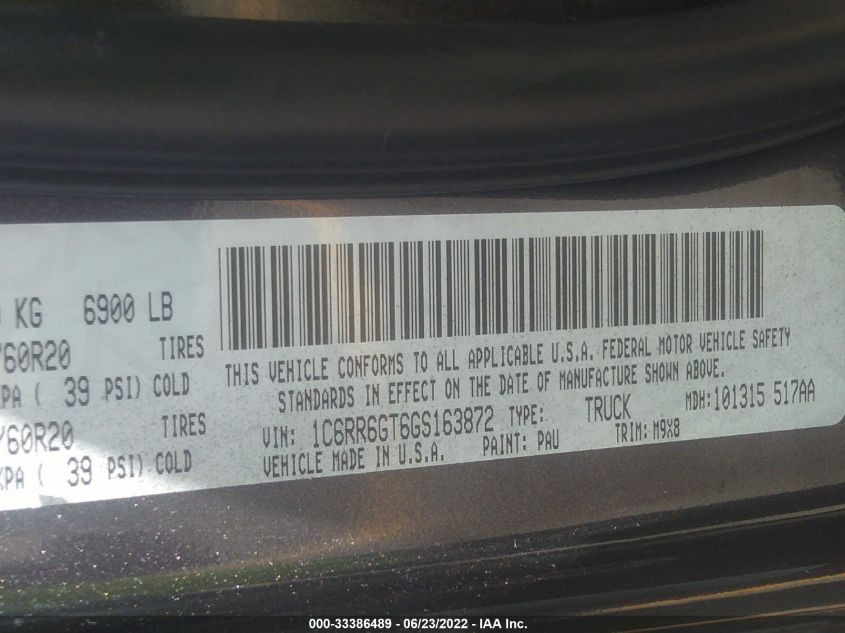 KG 6900 LB
/60R20 TIRES
KPA ( 39 PSI) COLD
/60R20 TIRES
KPA ( 39 PSI) COLD
THIS VEHICLE CONFORMS TO ALL APPLICABLE U.S.A. FEDERAL MOTOR VEHICLE SAFETY
STANDARDS IN EFFECT ON THE DATE OF MANUFACTURE SHOWN ABOVE.
VIN: 1C6RR6GT6GS163872 TYPE: TRUCK MDH:101315 517AA
VEHICLE MADE IN U.S.A. PAINT: PAU TRIM: M9X8
000-33386489 - 06/23/2022 - IAA Inc.